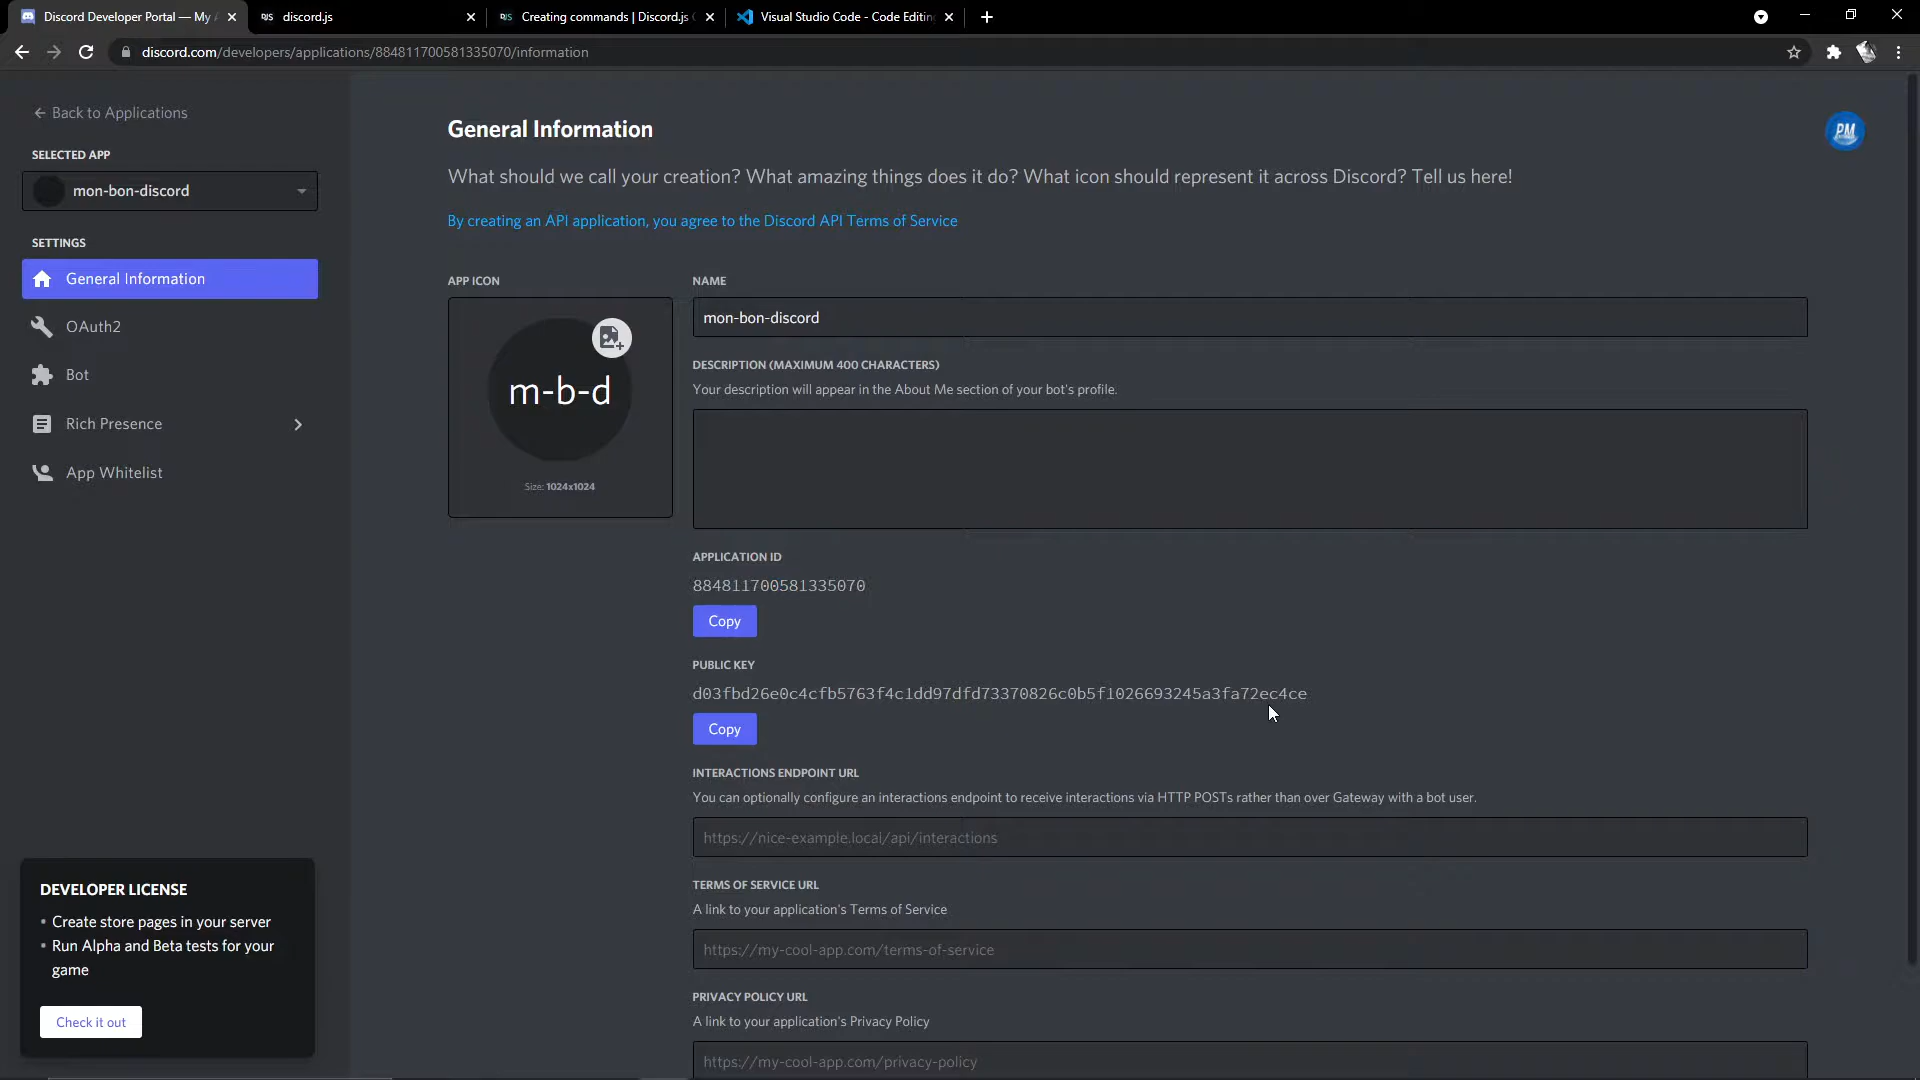 Discord Developer Portal — My A
discord.js
Creating commands | Discord.js G
Visual Studio Code - Code Editin
discord.com/developers/applications/884811700581335070/information
Back to Applications
SELECTED APP
mon-bon-discord
SETTINGS
General Information
OAuth2
Bot
Rich Presence
App Whitelist
DEVELOPER LICENSE
• Create store pages in your server
• Run Alpha and Beta tests for your
game
Check it out
General Information
PM
What should we call your creation? What amazing things does it do? What icon should represent it across Discord? Tell us here!
By creating an API application, you agree to the Discord API Terms of Service
APP ICON
m-b-d
Size: 1024x1024
NAME
mon-bon-discord
DESCRIPTION (MAXIMUM 400 CHARACTERS)
Your description will appear in the About Me section of your bot's profile.
APPLICATION ID
884811700581335070
Copy
PUBLIC KEY
d03fbd26e0c4cfb5763f4c1dd97dfd73370826c0b5f1026693245a3fa72ec4ce
Copy
INTERACTIONS ENDPOINT URL
You can optionally configure an interactions endpoint to receive interactions via HTTP POSTs rather than over Gateway with a bot user.
https://nice-example.local/api/interactions
TERMS OF SERVICE URL
A link to your application's Terms of Service
https://my-cool-app.com/terms-of-service
PRIVACY POLICY URL
A link to your application's Privacy Policy
https://my-cool-app.com/privacy-policy